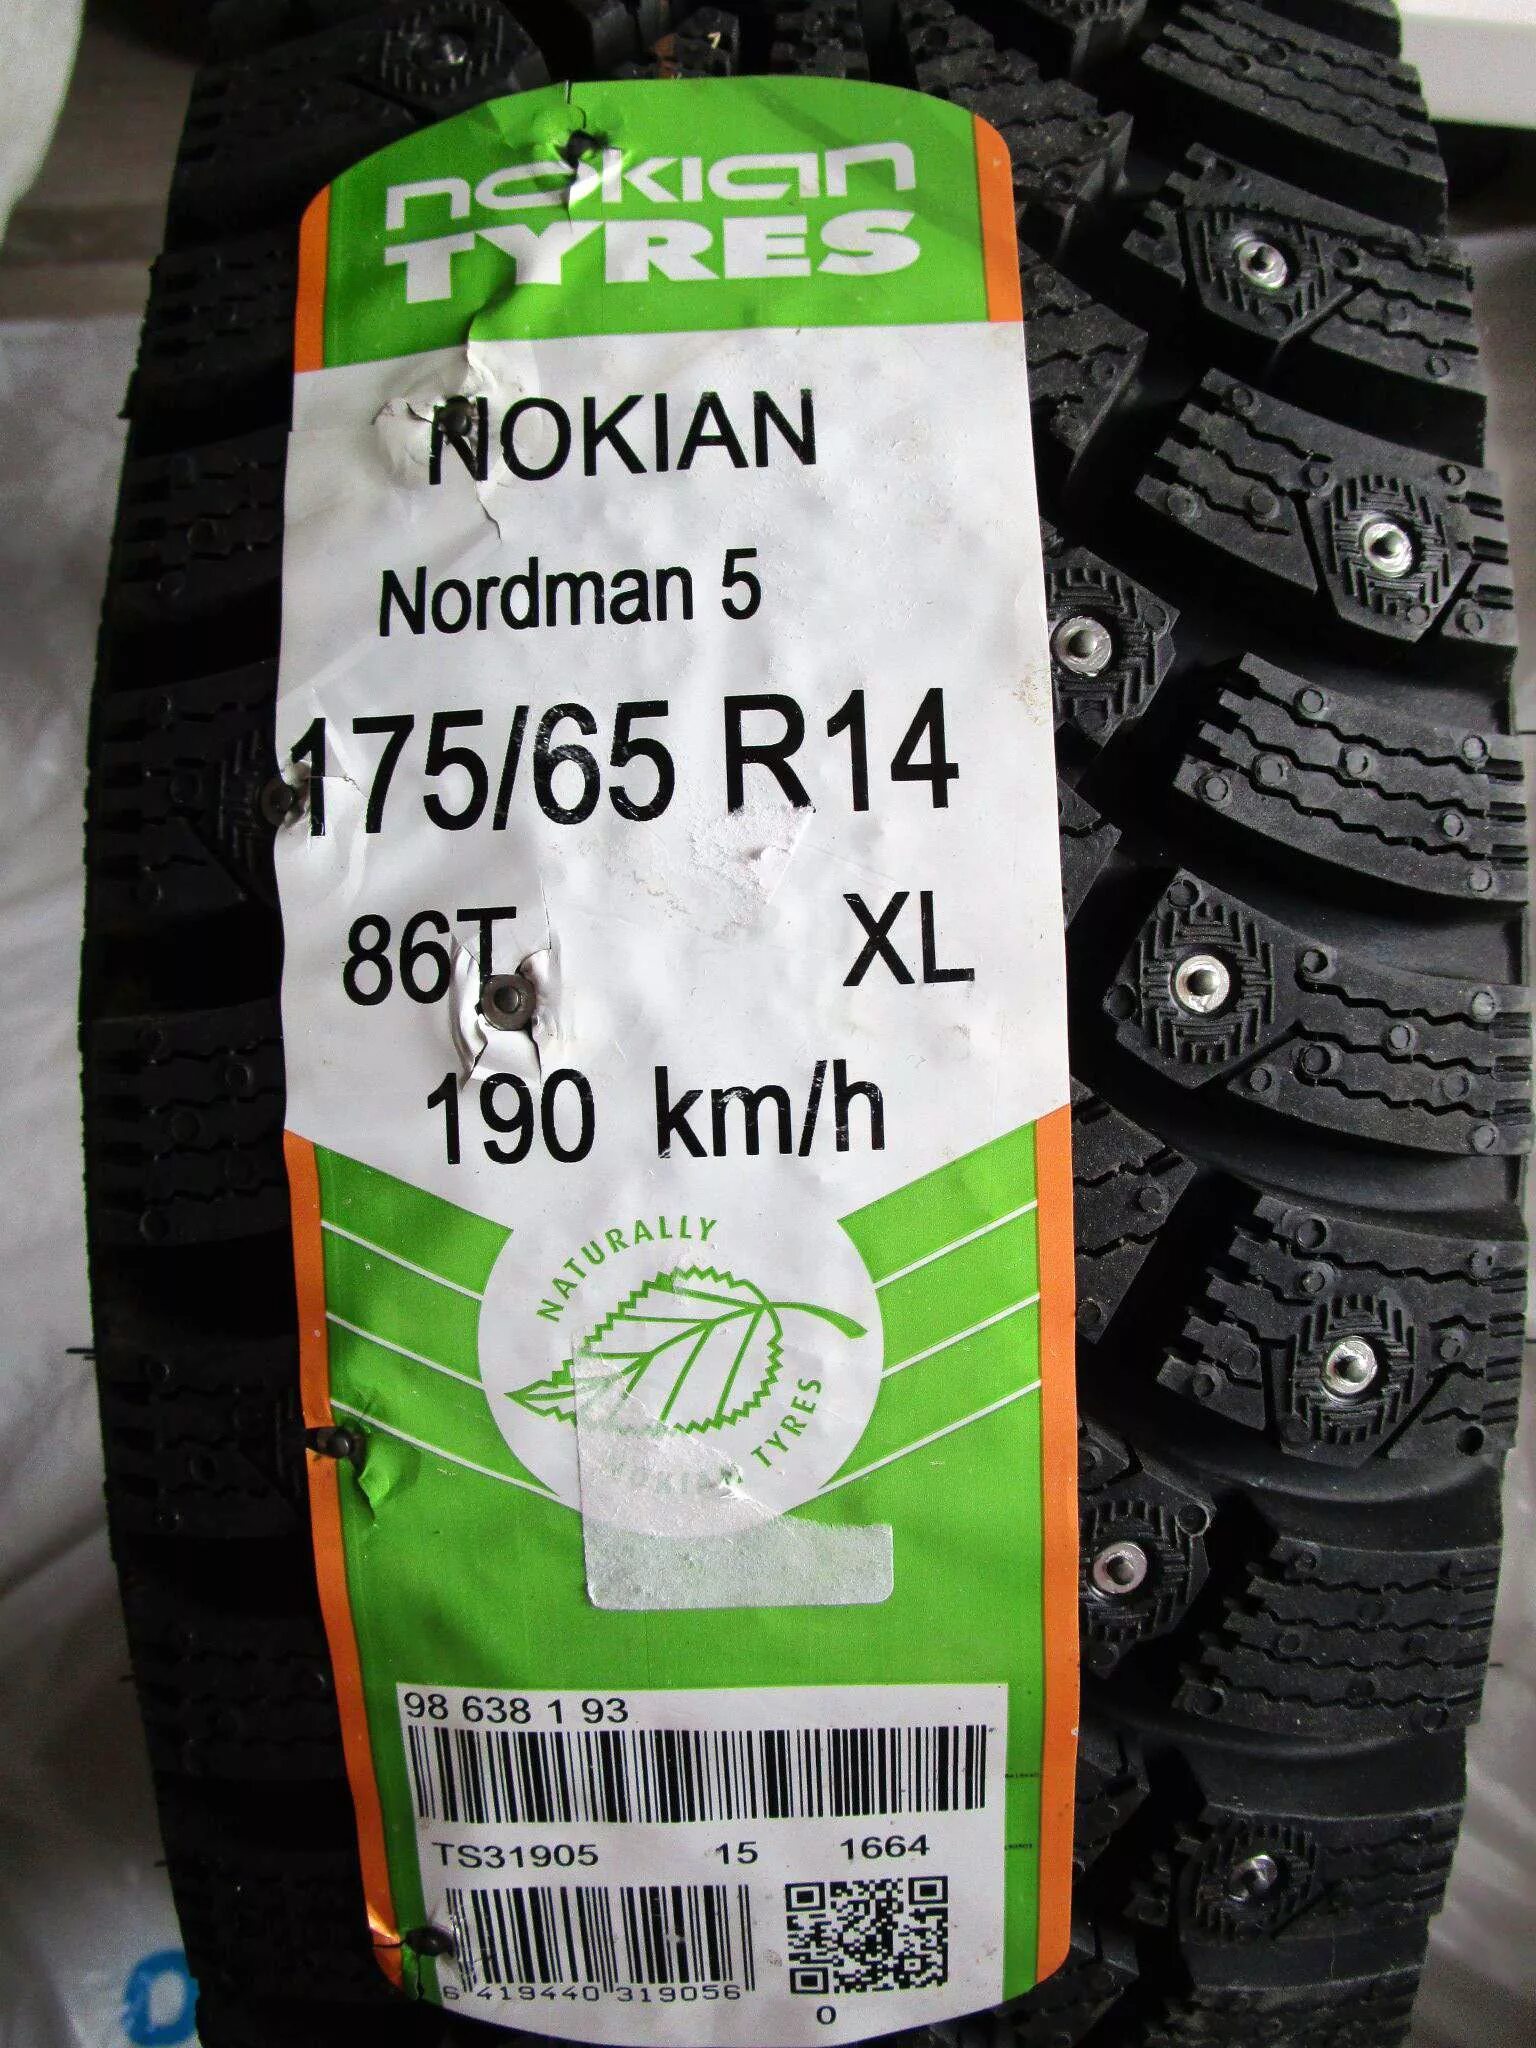 NOKIAN
TYRES
NOKIAN
Nordman 5
175/65 R14
86T XL
190 km/h
NATURALLY
NOKIAN TYRES
98 638 1 93
TS31905 15 1664
6 419440 319056
0